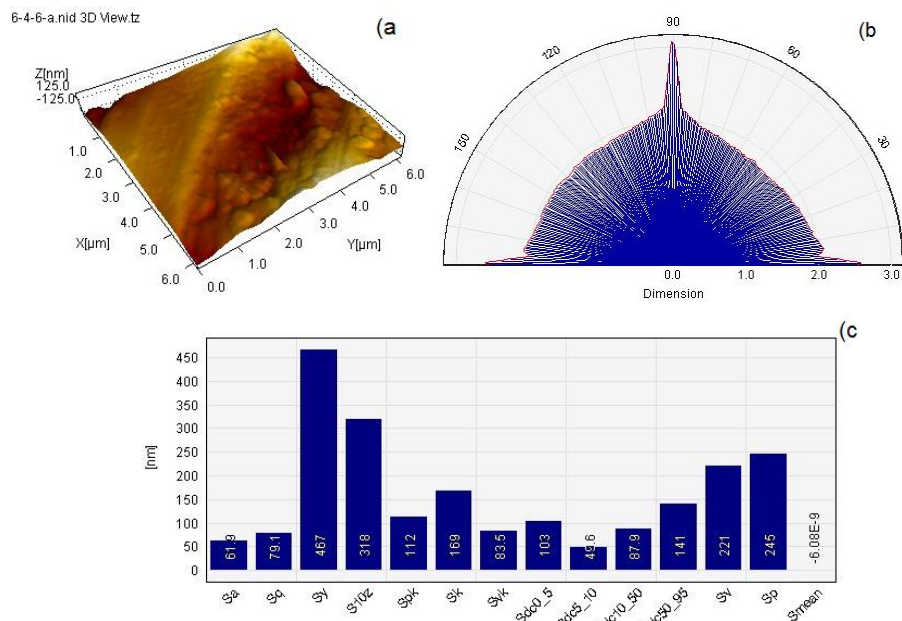 6-4-6-a.nid 3D View.tz
(a
Z[nm]
125.0
-125.0
1.0
2.0
3.0
4.0
5.0
6.0
X[µm]
0.0
1.0
2.0
3.0
4.0
5.0
6.0
Y[µm]
(b)
90
120
60
150
30
0.0 1.0 2.0 3.0
Dimension
(c
[nm]
450
400
350
300
250
200
150
100
50
0
61.9 79.1 467 318 112 169 83.5 103 49.6 87.9 141 221 245 -6.08E-9
Sa Sq Sy S10z Spk Sk Svk Sdc0_5 Sdc5_10 dc10_50 dc50_95 Sv Sp Smean